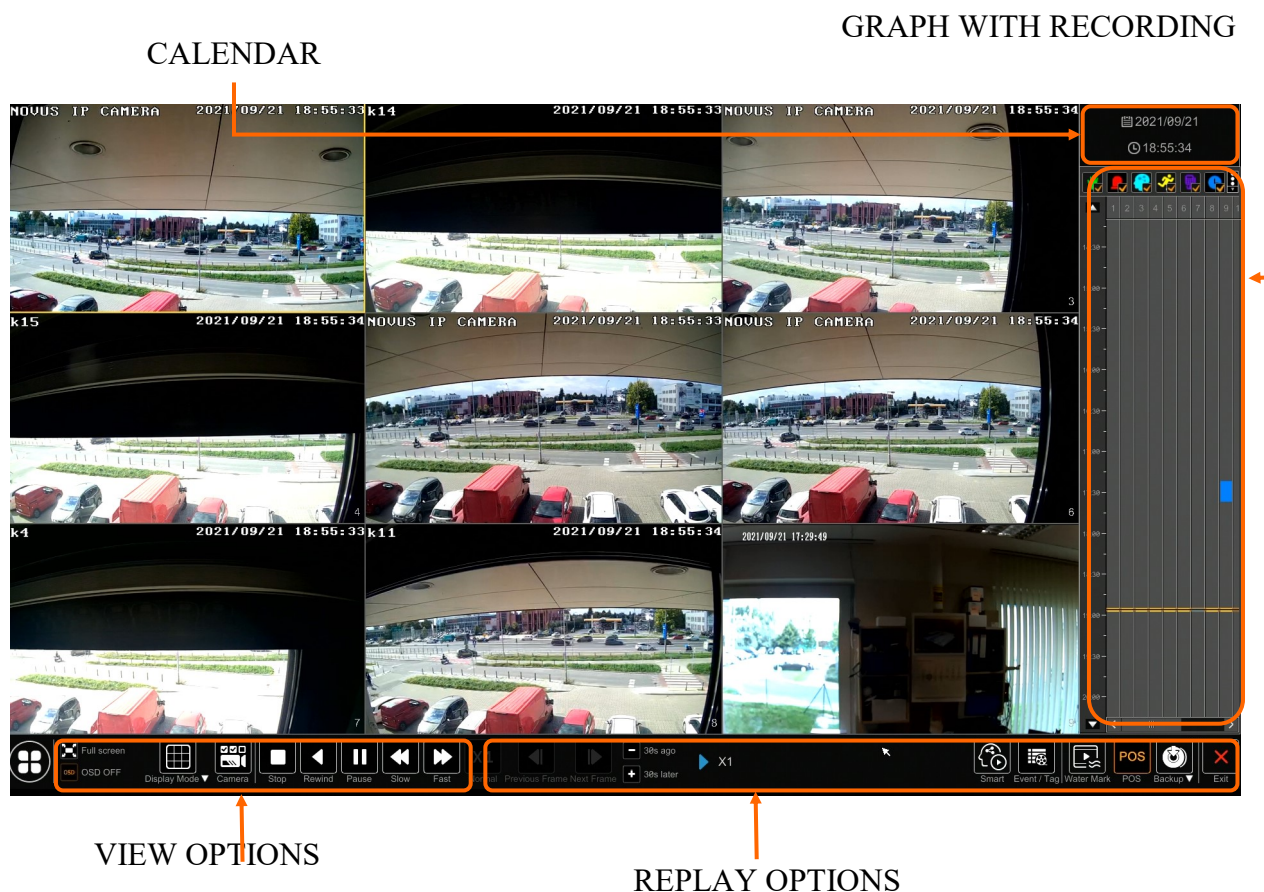 GRAPH WITH RECORDING
CALENDAR
NOVUS IP CAMERA 2021/09/21 18:55:33
k14 2021/09/21 18:55:33
NOVUS IP CAMERA 2021/09/21 18:55:34
2021/09/21
18:55:34
1 2 3 4 5 6 7 8 9 1
3
k15 2021/09/21 18:55:34
NOVUS IP CAMERA 2021/09/21 18:55:34
NOVUS IP CAMERA 2021/09/21 18:55:34
4
6
k4 2021/09/21 18:55:33
k11 2021/09/21 18:55:34
2021/09/21 17:29:49
7
8
9
Full screen
OSD OSD OFF
Display Mode ▼ Camera Stop Rewind Pause Slow Fast
Previous Frame Next Frame
30s ago
X1
30s later
Smart Event / Tag Water Mark POS POS Backup ▼ Exit
VIEW OPTIONS
REPLAY OPTIONS